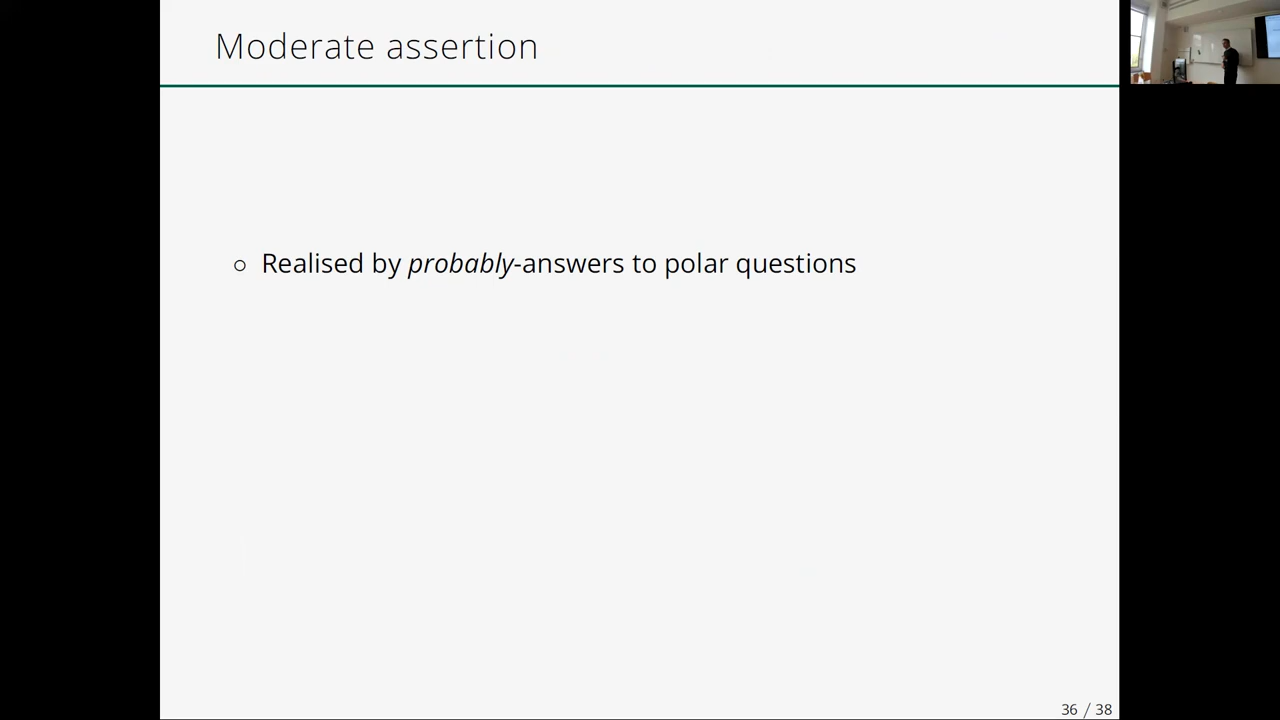 Moderate assertion
○ Realised by probably-answers to polar questions
36 / 38